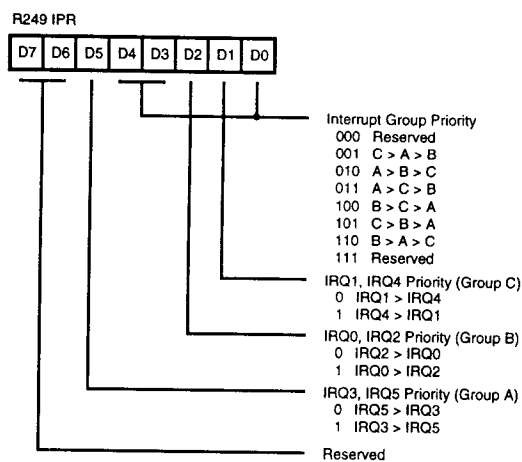 R249 IPR
D7 D6 D5 D4 D3 D2 D1 D0
Interrupt Group Priority
000 Reserved
001 C > A > B
010 A > B > C
011 A > C > B
100 B > C > A
101 C > B > A
110 B > A > C
111 Reserved
IRQ1, IRQ4 Priority (Group C)
0 IRQ1 > IRQ4
1 IRQ4 > IRQ1
IRQ0, IRQ2 Priority (Group B)
0 IRQ2 > IRQ0
1 IRQ0 > IRQ2
IRQ3, IRQ5 Priority (Group A)
0 IRQ5 > IRQ3
1 IRQ3 > IRQ5
Reserved